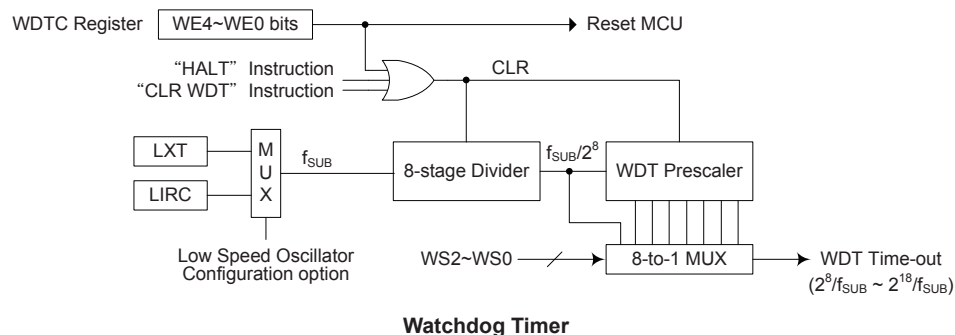 WDTC Register
WE4~WE0 bits
Reset MCU
“HALT” Instruction
“CLR WDT” Instruction
CLR
LXT
LIRC
M
U
X
fSUB
8-stage Divider
fSUB/2⁸
WDT Prescaler
Low Speed Oscillator
Configuration option
WS2~WS0
8-to-1 MUX
WDT Time-out
(2⁸/fSUB ~ 2¹⁸/fSUB)
Watchdog Timer